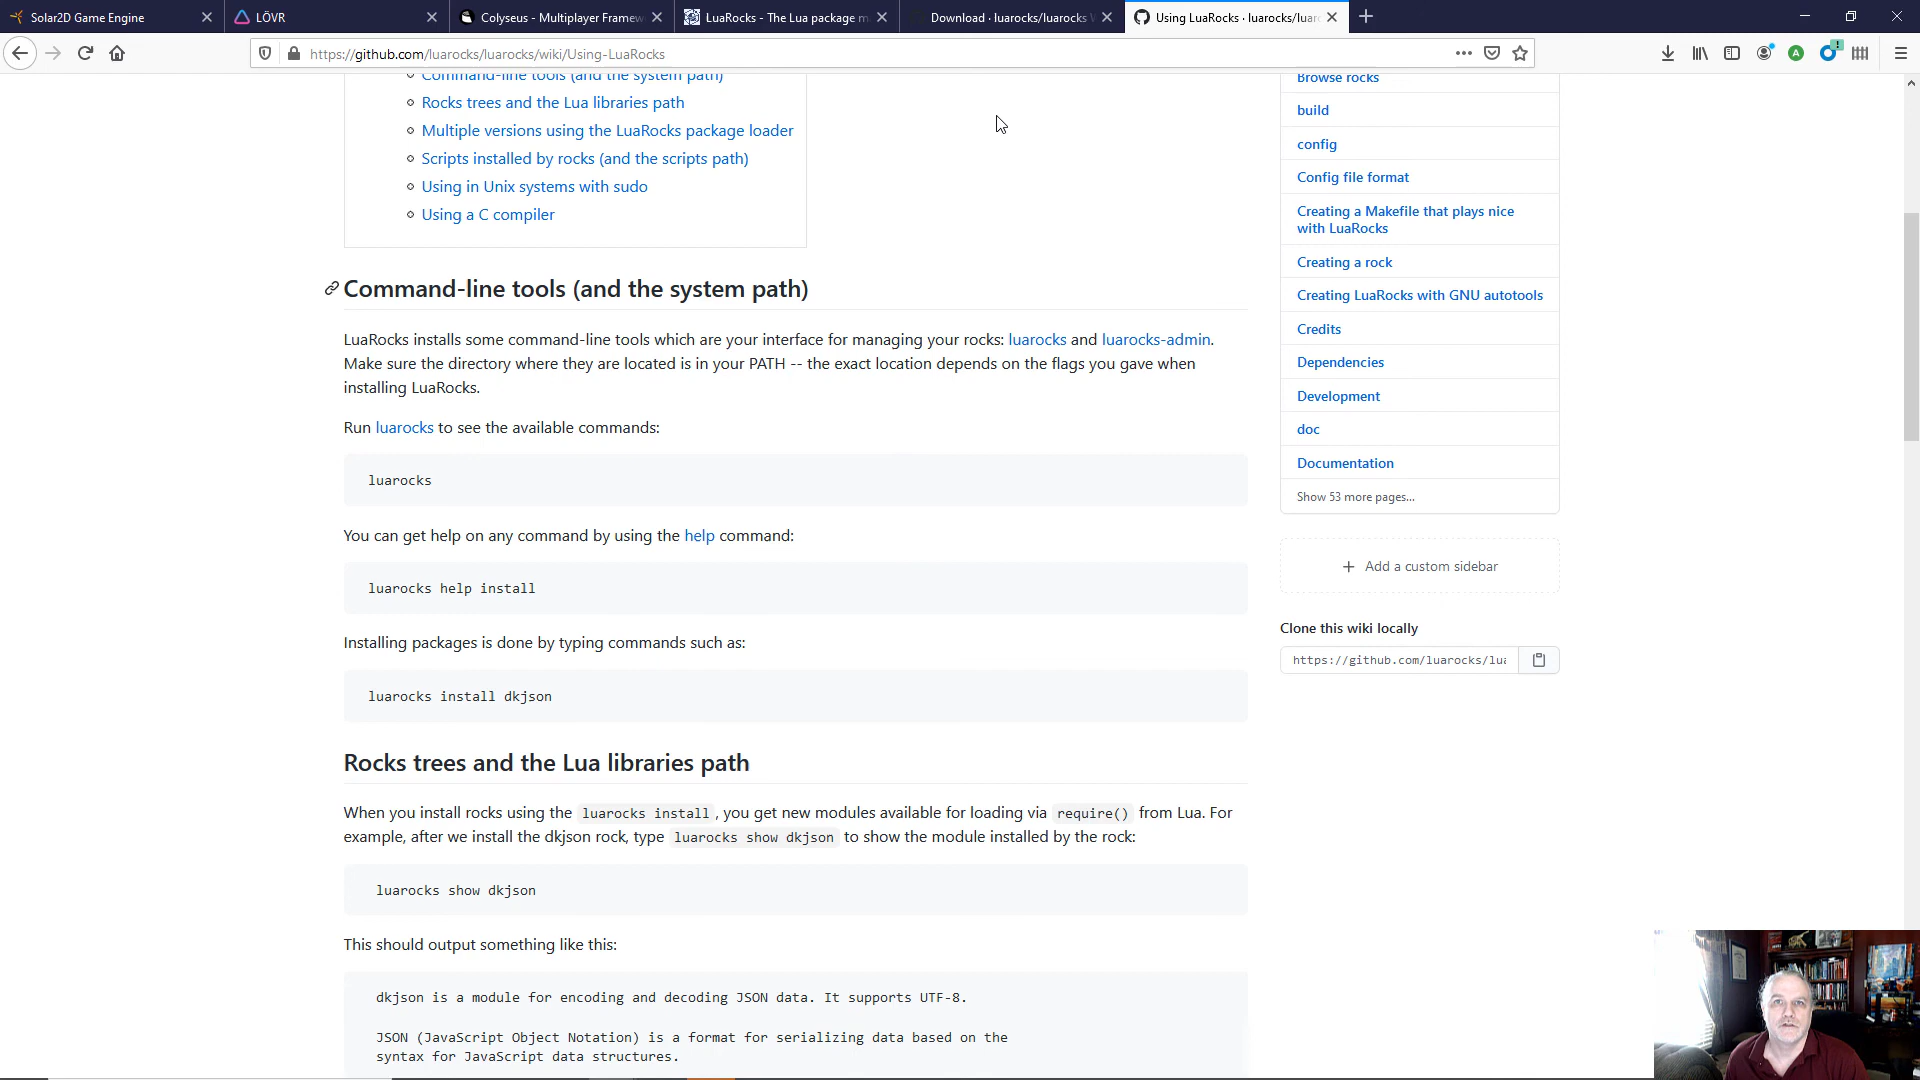 Solar2D Game Engine
LÖVR
Colyseus - Multiplayer Framew
LuaRocks - The Lua package m
Download · luarocks/luarocks
Using LuaRocks · luarocks/luar
https://github.com/luarocks/luarocks/wiki/Using-LuaRocks
Command-line tools (and the system path)
Rocks trees and the Lua libraries path
Multiple versions using the LuaRocks package loader
Scripts installed by rocks (and the scripts path)
Using in Unix systems with sudo
Using a C compiler
Command-line tools (and the system path)
LuaRocks installs some command-line tools which are your interface for managing your rocks: luarocks and luarocks-admin.
Make sure the directory where they are located is in your PATH -- the exact location depends on the flags you gave when
installing LuaRocks.
Run luarocks to see the available commands:
luarocks
You can get help on any command by using the help command:
luarocks help install
Installing packages is done by typing commands such as:
luarocks install dkjson
Rocks trees and the Lua libraries path
When you install rocks using the luarocks install , you get new modules available for loading via require() from Lua. For
example, after we install the dkjson rock, type luarocks show dkjson to show the module installed by the rock:
luarocks show dkjson
This should output something like this:
dkjson is a module for encoding and decoding JSON data. It supports UTF-8.
JSON (JavaScript Object Notation) is a format for serializing data based on the
syntax for JavaScript data structures.
Browse rocks
build
config
Config file format
Creating a Makefile that plays nice
with LuaRocks
Creating a rock
Creating LuaRocks with GNU autotools
Credits
Dependencies
Development
doc
Documentation
Show 53 more pages...
Add a custom sidebar
Clone this wiki locally
https://github.com/luarocks/lua